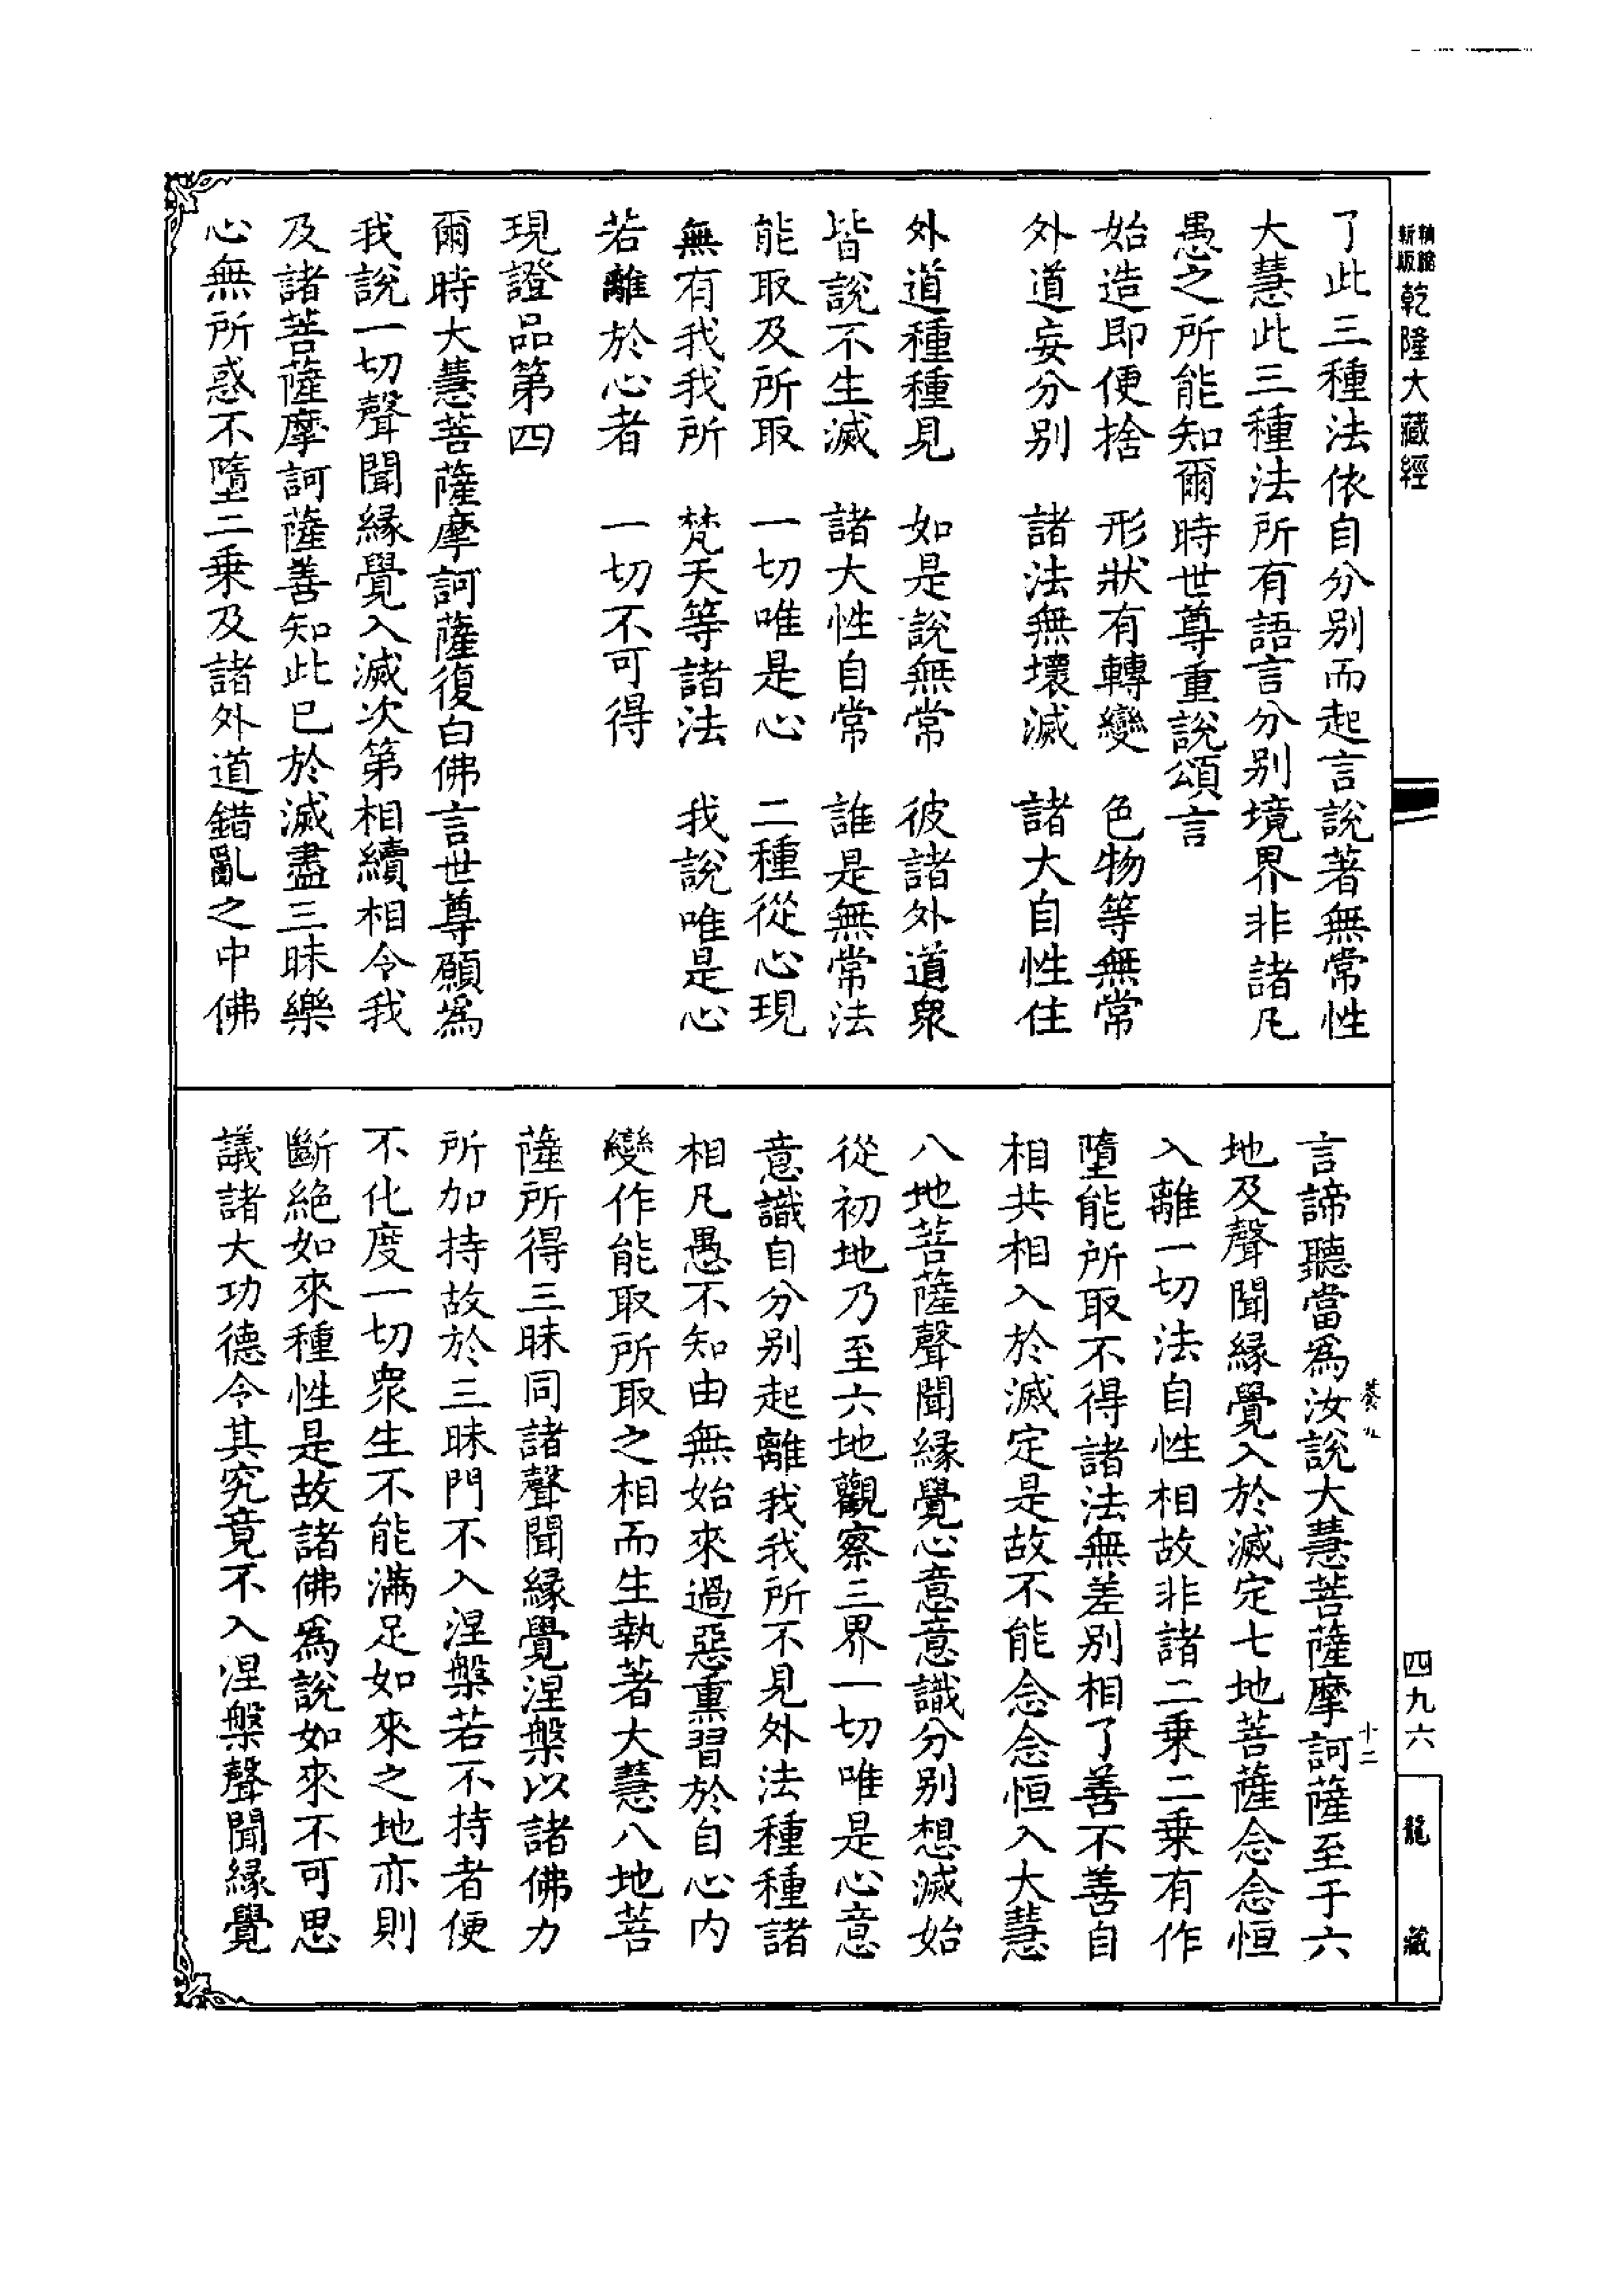 精縮新版乾隆大藏經
了此三種法依自分別而起言說著無常性
大慧此三種法所有語言分別境界非諸凡
愚之所能知爾時世尊重說頌言
始造即便捨　形狀有轉變　色物等無常
外道妄分別　諸法無壞滅　諸大自性住
外道種種見　如是說無常　彼諸外道衆
皆說不生滅　諸大性自常　誰是無常法
能取及所取　一切唯是心　二種從心現
無有我我所　梵天等諸法　我說唯是心
若離於心者　一切不可得
現證品第四
爾時大慧菩薩摩訶薩復白佛言世尊願為
我說一切聲聞緣覺入滅次第相續相令我
及諸菩薩摩訶薩善知此已於滅盡三昧樂
心無所惑不墮二乘及諸外道錯亂之中佛
言諦聽當為汝說大慧菩薩摩訶薩至于六
地及聲聞緣覺入於滅定七地菩薩念念恒
入離一切法自性相故非諸二乘二乘有作
墮能所取不得諸法無差別相了善不善自
相共相入於滅定是故不能念念恒入大慧
八地菩薩聲聞緣覺心意意識分別想滅始
從初地乃至六地觀察三界一切唯是心意
意識自分別起離我我所不見外法種種諸
相凡愚不知由無始來過惡熏習於自心內
變作能取所取之相而生執著大慧八地菩
薩所得三昧同諸聲聞緣覺涅槃以諸佛力
所加持故於三昧門不入涅槃若不持者便
不化度一切衆生不能滿足如來之地亦則
斷絕如來種性是故諸佛為說如來不可思
議諸大功德令其究竟不入涅槃聲聞緣覺
養九
十二
四九六
龍藏